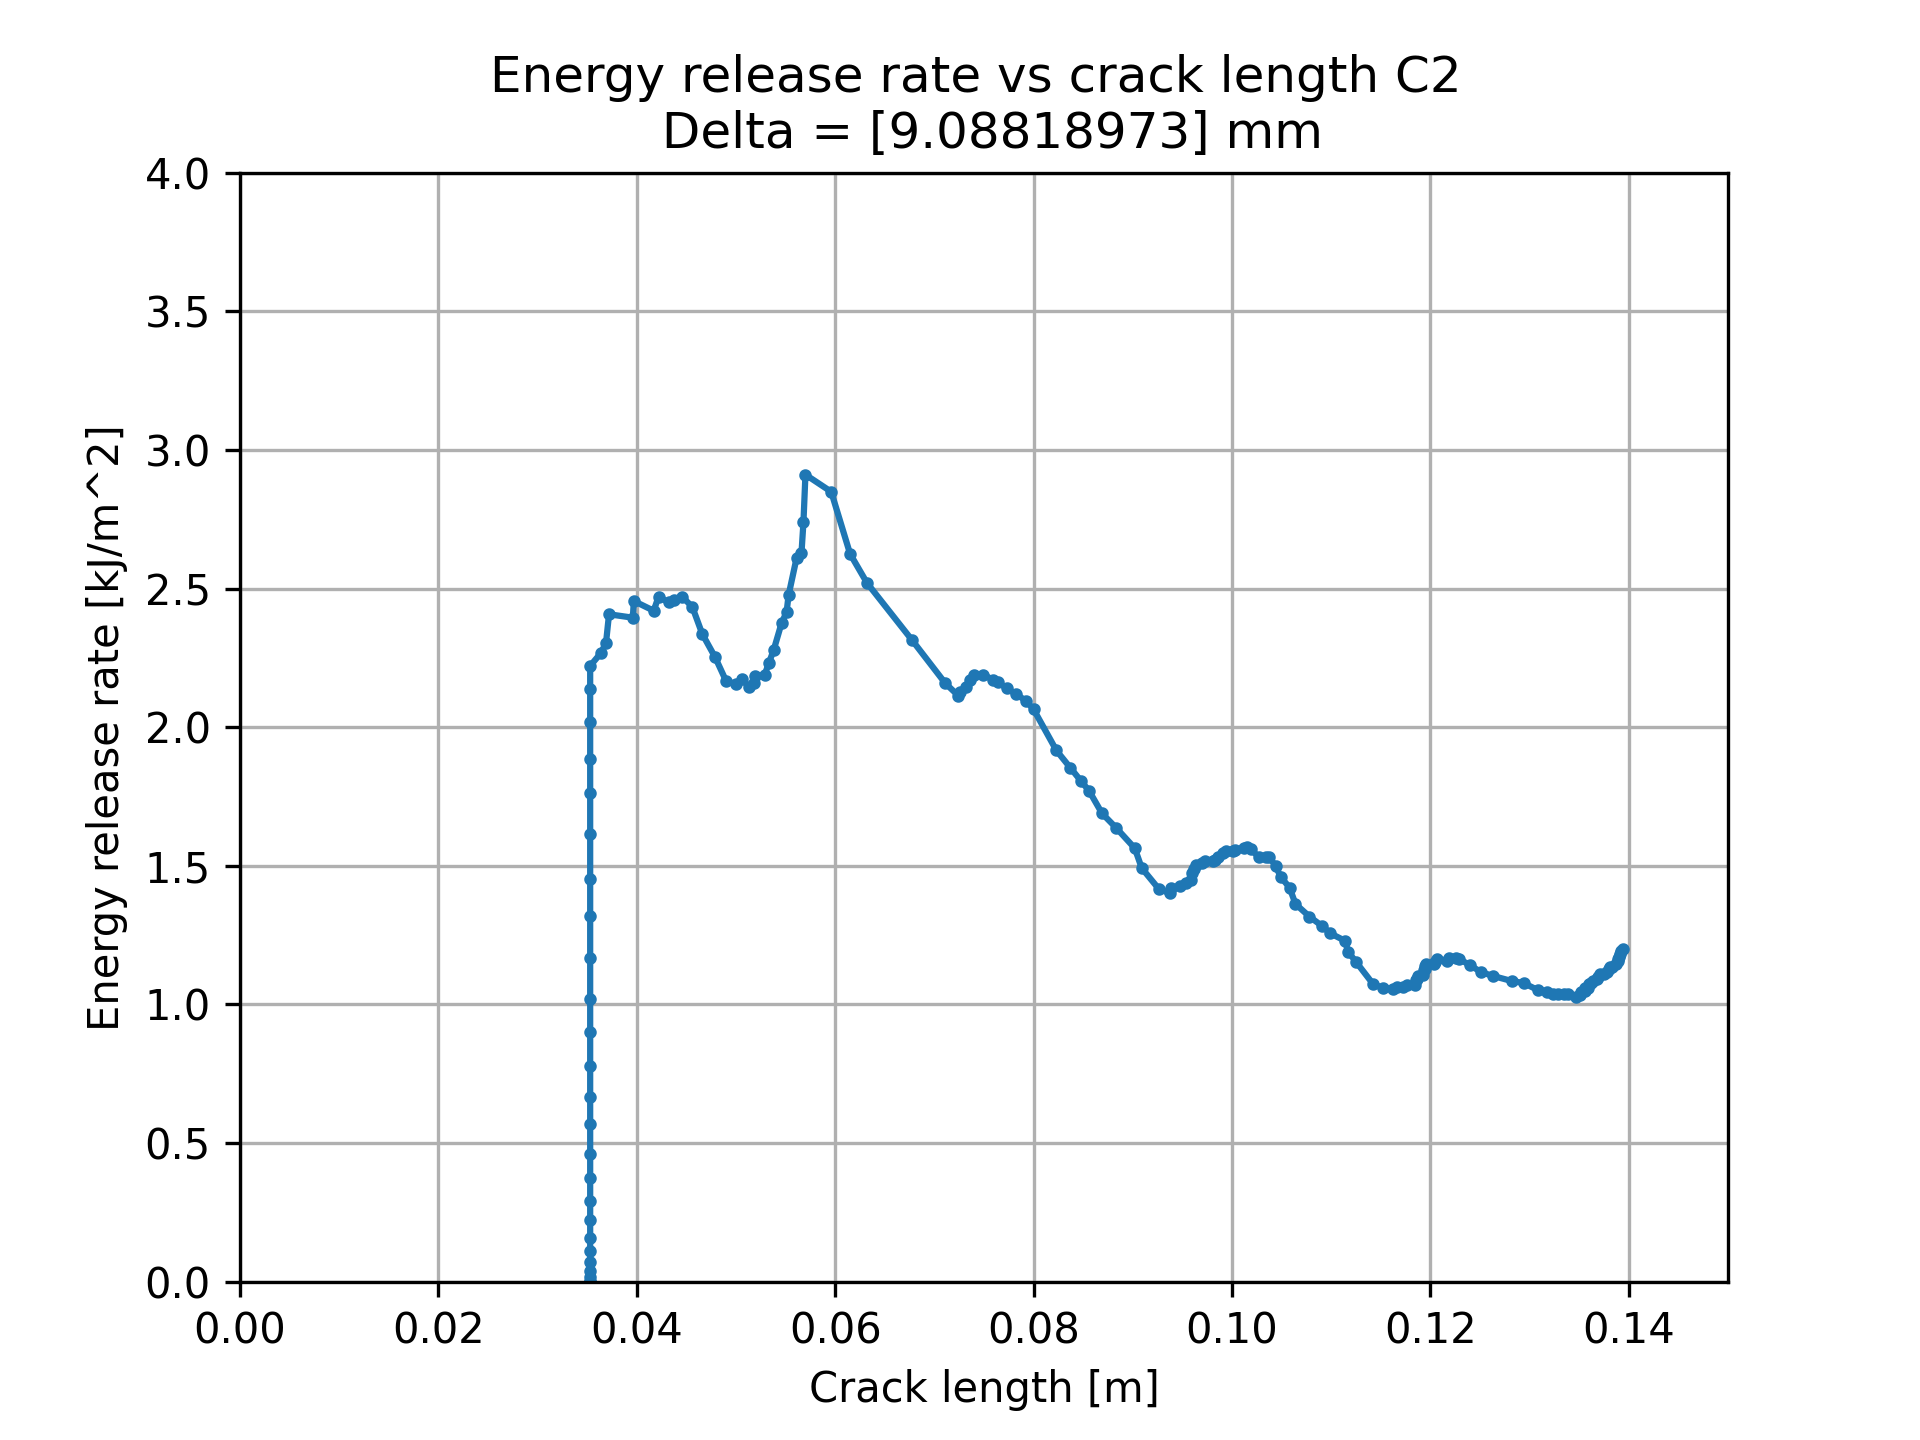 Energy release rate vs crack length C2
Delta = [9.08818973] mm
4.0
3.5
3.0
2.5
2.0
1.5
1.0
0.5
0.0
Energy release rate [kJ/m^2]
0.00 0.02 0.04 0.06 0.08 0.10 0.12 0.14
Crack length [m]